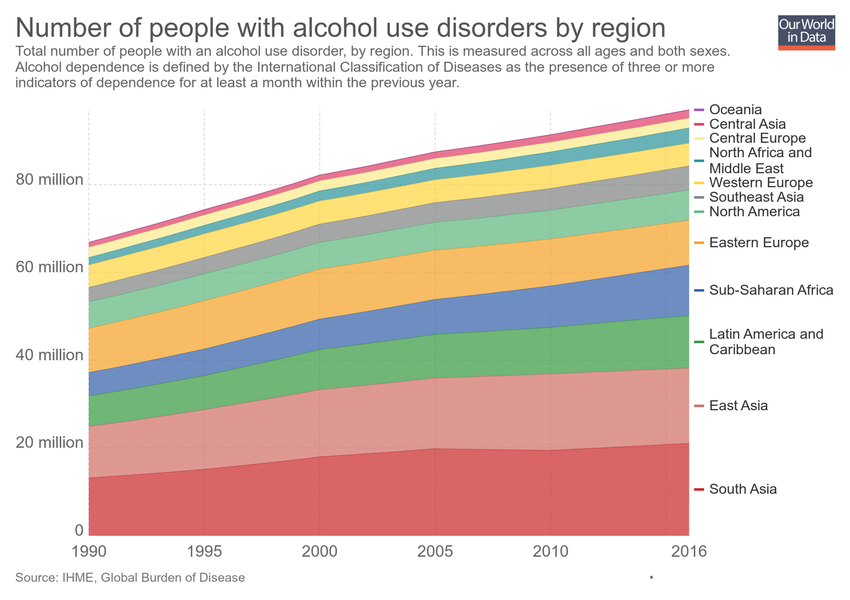 Number of people with alcohol use disorders by region
Our World
in Data
Total number of people with an alcohol use disorder, by region. This is measured across all ages and both sexes.
Alcohol dependence is defined by the International Classification of Diseases as the presence of three or more
indicators of dependence for at least a month within the previous year.
80 million
60 million
40 million
20 million
0
1990
1995
2000
2005
2010
2016
Oceania
Central Asia
Central Europe
North Africa and
Middle East
Western Europe
Southeast Asia
North America
Eastern Europe
Sub-Saharan Africa
Latin America and
Caribbean
East Asia
South Asia
Source: IHME, Global Burden of Disease